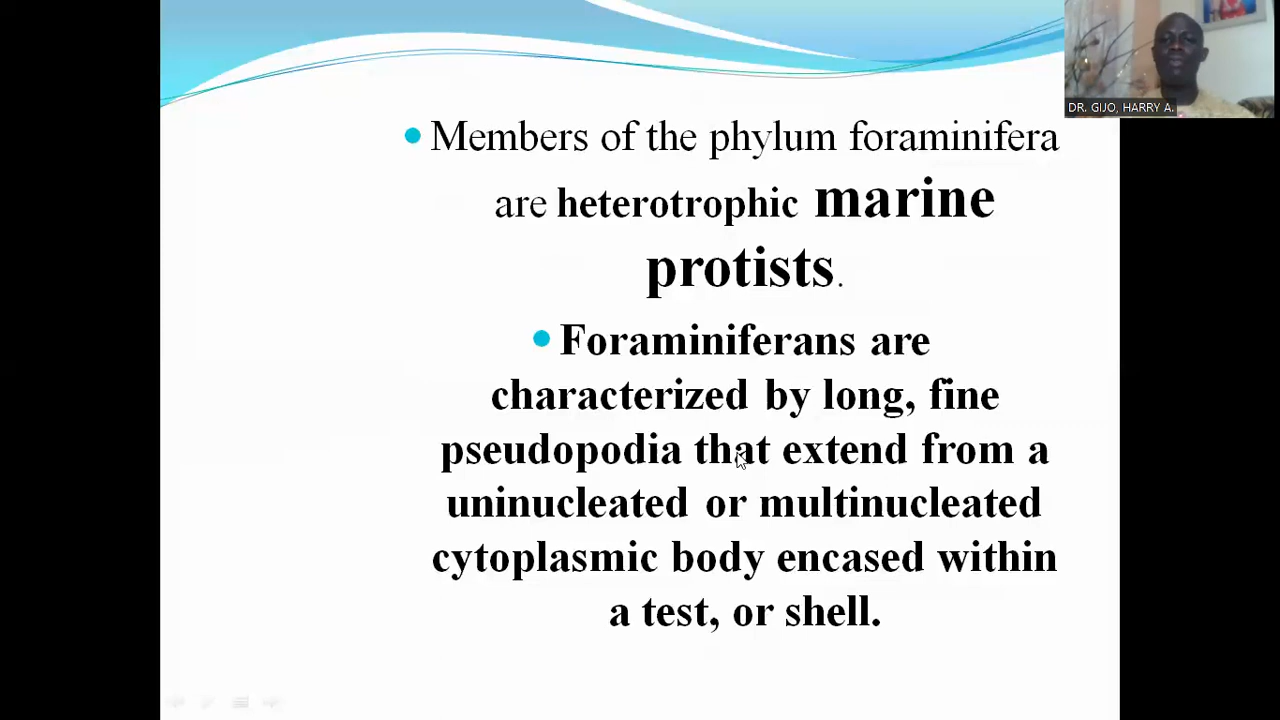 DR. GIJO, HARRY A.
• Members of the phylum foraminifera
are heterotrophic marine
protists.
• Foraminiferans are
characterized by long, fine
pseudopodia that extend from a
uninucleated or multinucleated
cytoplasmic body encased within
a test, or shell.